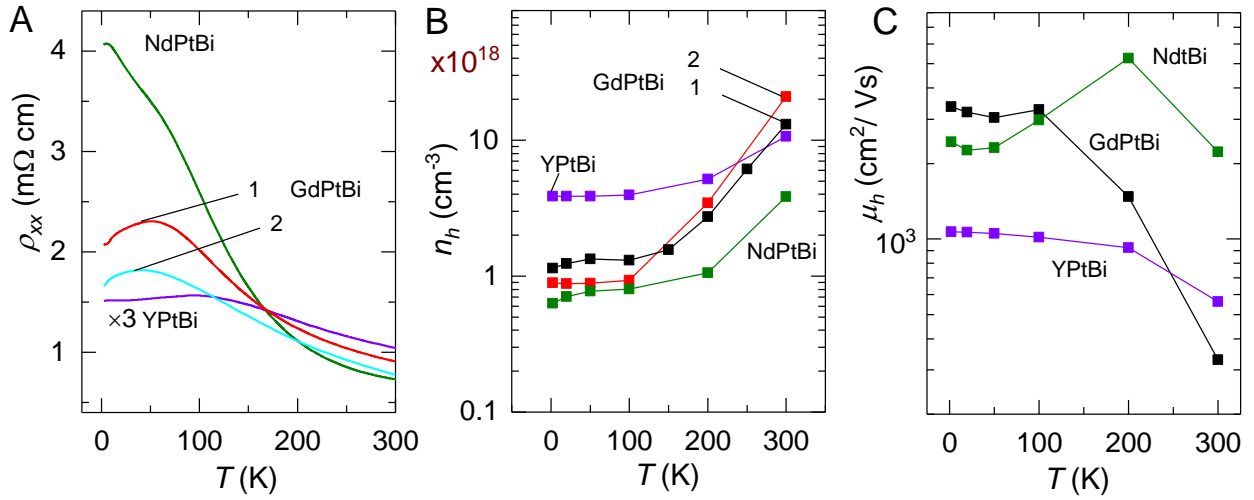 A
NdPtBi
4
3
1
GdPtBi
2
2
×3 YPtBi
1
0
100
200
300
ρxx (mΩ cm)
T (K)
B
x10^18
2
GdPtBi
1
10
YPtBi
1
NdPtBi
0.1
0
100
200
300
nh (cm-3)
T (K)
C
NdtBi
GdPtBi
10^3
YPtBi
0
100
200
300
μh (cm2/ Vs)
T (K)